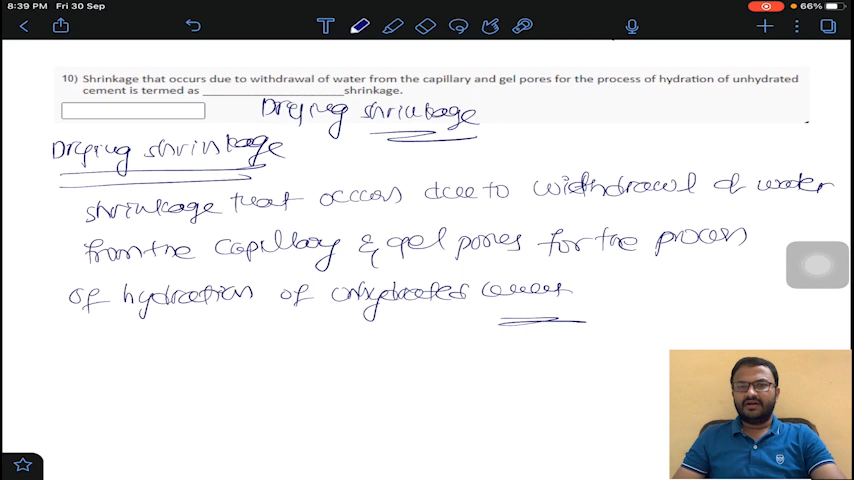 8:39 PM Fri 30 Sep
66%
10) Shrinkage that occurs due to withdrawal of water from the capillary and gel pores for the process of hydration of unhydrated
cement is termed as ____________________shrinkage.
Drying shrinkage
Drying shrinkage
shrinkage that occurs due to withdrawl of water
from the capillary & gel pores for the process
of hydration of unhydrated cement